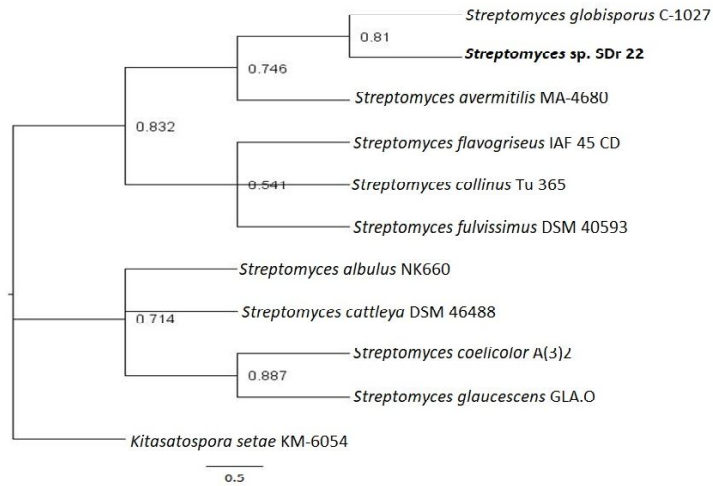 Streptomyces globisporus C-1027
0.81
Streptomyces sp. SDr 22
0.746
Streptomyces avermitilis MA-4680
0.832
Streptomyces flavogriseus IAF 45 CD
0.541
Streptomyces collinus Tu 365
Streptomyces fulvissimus DSM 40593
Streptomyces albulus NK660
Streptomyces cattleya DSM 46488
0.714
Streptomyces coelicolor A(3)2
0.887
Streptomyces glaucescens GLA.O
Kitasatospora setae KM-6054
0.5